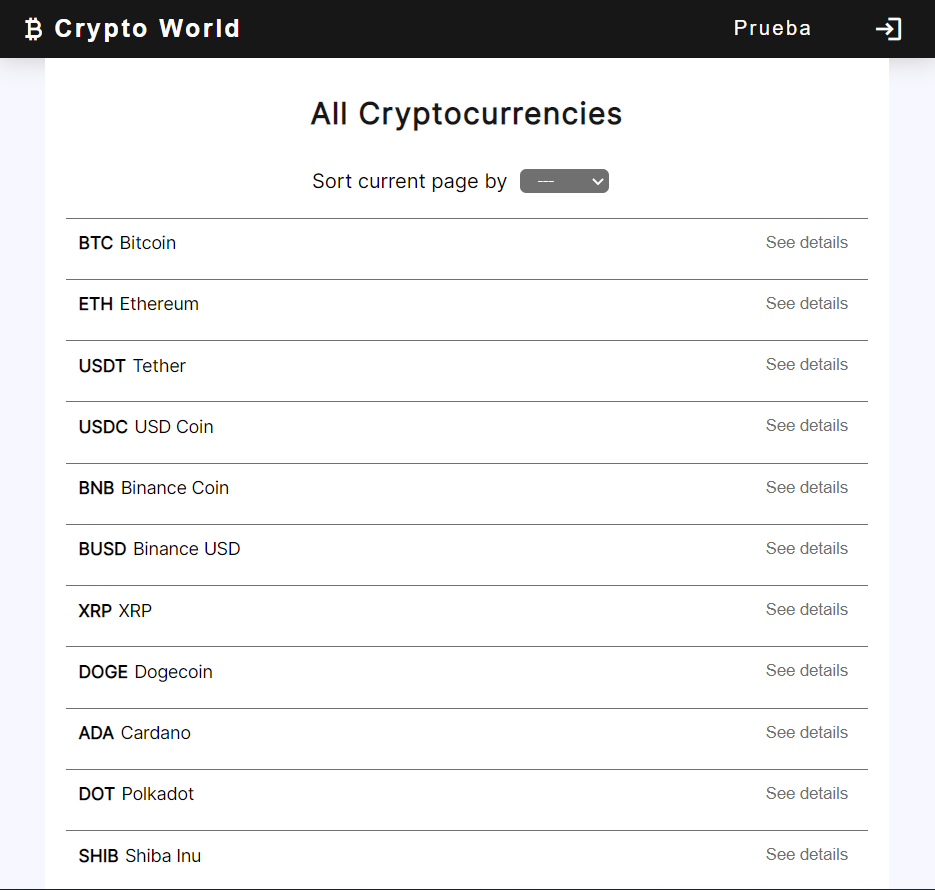 Crypto World Prueba
All Cryptocurrencies
Sort current page by ---
BTC Bitcoin See details
ETH Ethereum See details
USDT Tether See details
USDC USD Coin See details
BNB Binance Coin See details
BUSD Binance USD See details
XRP XRP See details
DOGE Dogecoin See details
ADA Cardano See details
DOT Polkadot See details
SHIB Shiba Inu See details